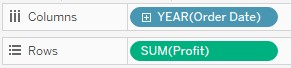 Columns YEAR(Order Date)
Rows SUM(Profit)